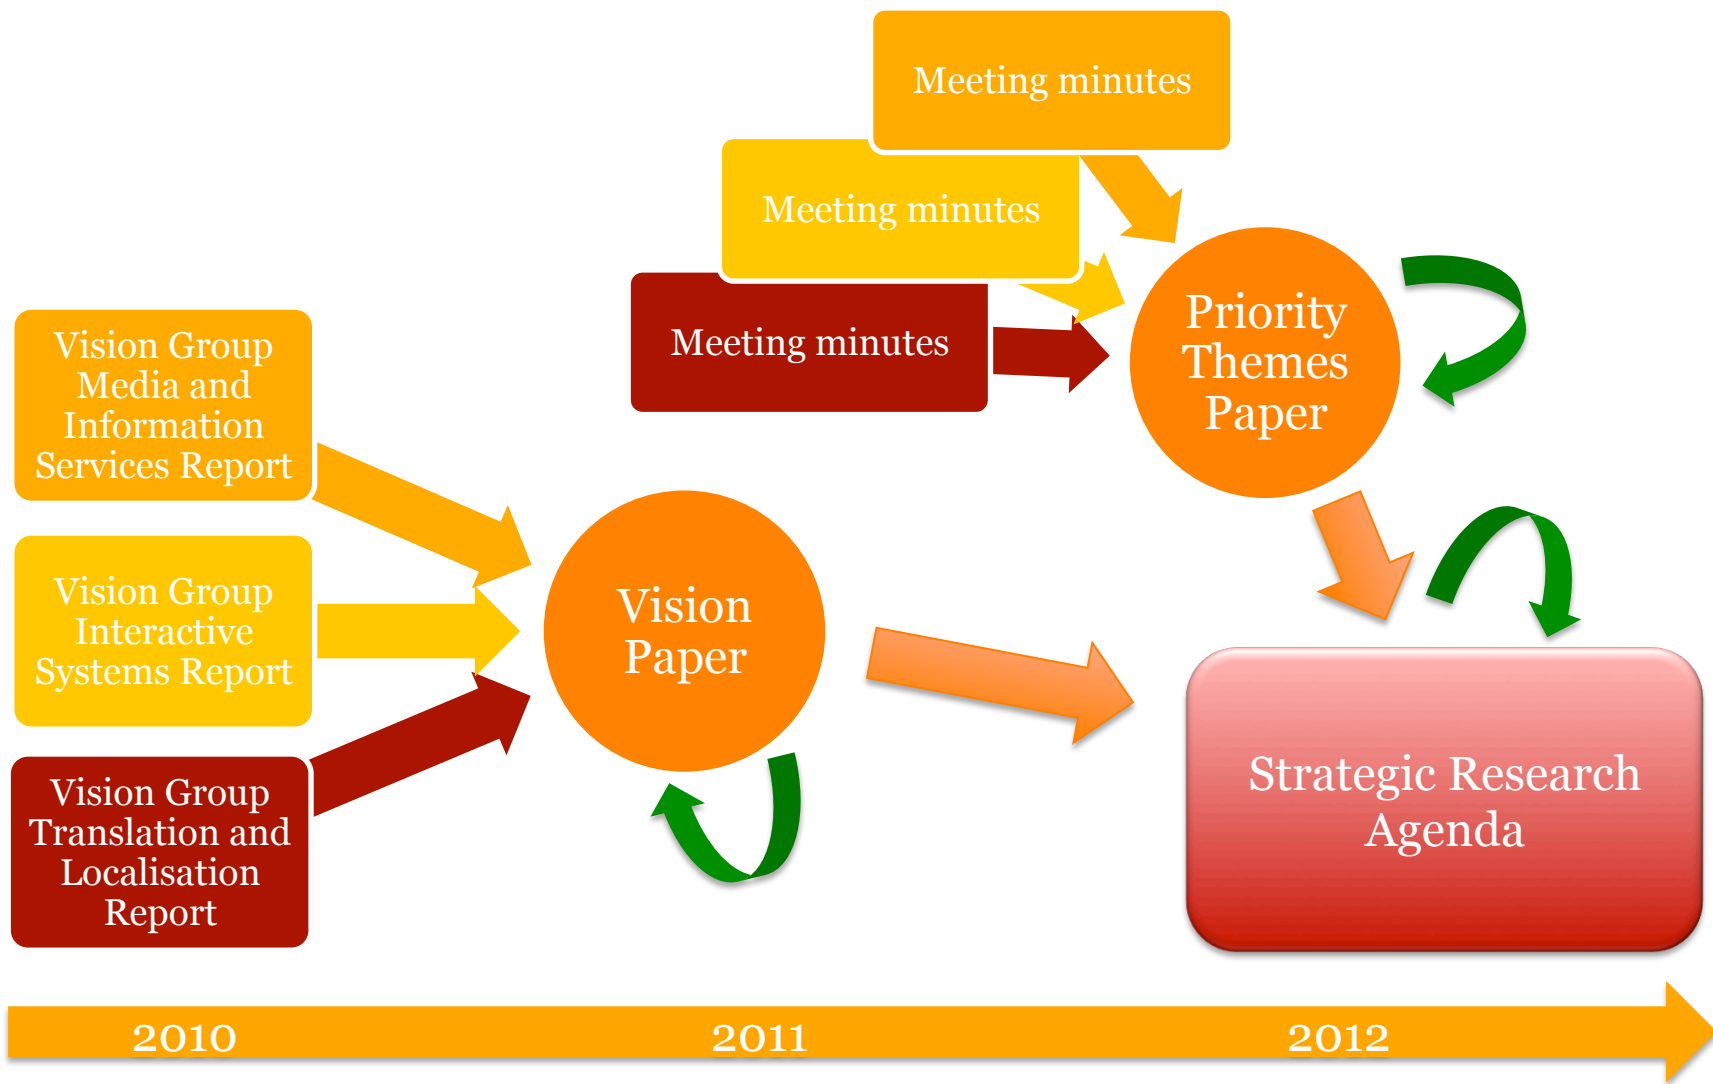 Meeting minutes
Meeting minutes
Meeting minutes
Priority
Themes
Paper
Vision Group
Media and
Information
Services Report
Vision Group
Interactive
Systems Report
Vision Group
Translation and
Localisation
Report
Vision
Paper
Strategic Research
Agenda
2010
2011
2012